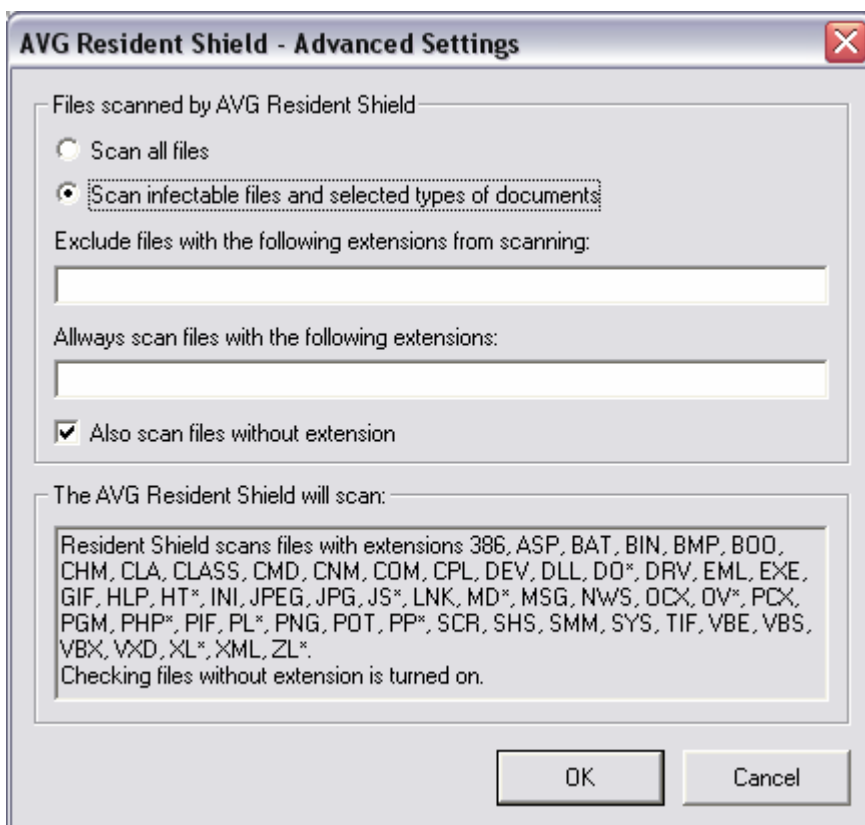 AVG Resident Shield - Advanced Settings
Files scanned by AVG Resident Shield
Scan all files
Scan infectable files and selected types of documents
Exclude files with the following extensions from scanning:
Allways scan files with the following extensions:
Also scan files without extension
The AVG Resident Shield will scan:
Resident Shield scans files with extensions 386, ASP, BAT, BIN, BMP, BOO,
CHM, CLA, CLASS, CMD, CNM, COM, CPL, DEV, DLL, DO*, DRV, EML, EXE,
GIF, HLP, HT*, INI, JPEG, JPG, JS*, LNK, MD*, MSG, NWS, OCX, OV*, PCX,
PGM, PHP*, PIF, PL*, PNG, POT, PP*, SCR, SHS, SMM, SYS, TIF, VBE, VBS,
VBX, VXD, XL*, XML, ZL*.
Checking files without extension is turned on.
OK
Cancel